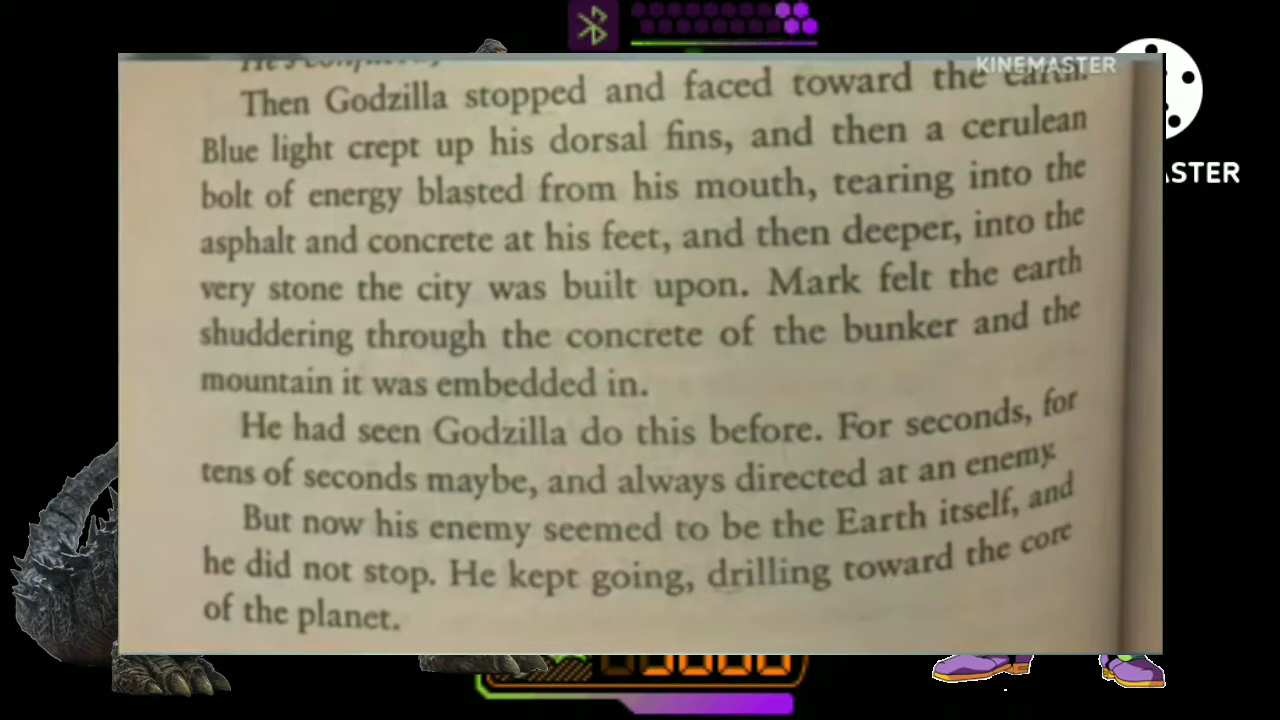 KINEMASTER
Then Godzilla stopped and faced toward the earth.
Blue light crept up his dorsal fins, and then a cerulean
bolt of energy blasted from his mouth, tearing into the
asphalt and concrete at his feet, and then deeper, into the
very stone the city was built upon. Mark felt the earth
shuddering through the concrete of the bunker and the
mountain it was embedded in.
He had seen Godzilla do this before. For seconds, for
tens of seconds maybe, and always directed at an enemy.
But now his enemy seemed to be the Earth itself, and
he did not stop. He kept going, drilling toward the core
of the planet.
ASTER